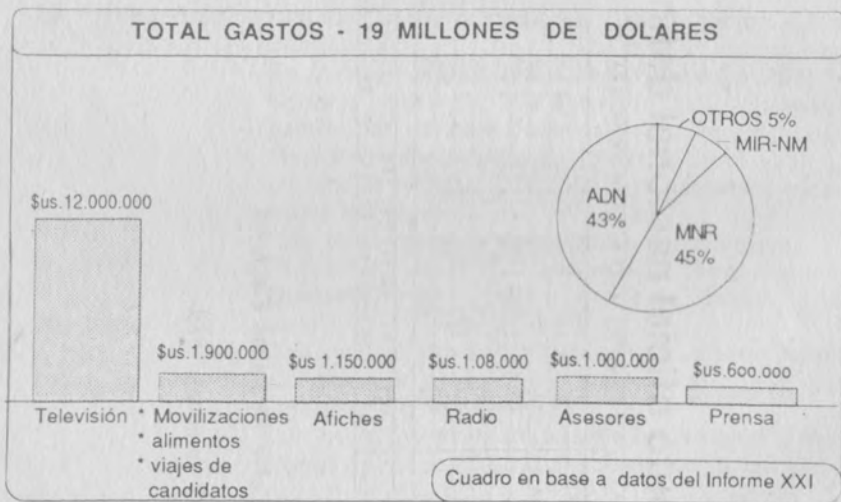 TOTAL GASTOS - 19 MILLONES DE DOLARES
OTROS 5%
MIR-NM
ADN
43%
MNR
45%
$us.12.000.000
$us.1.900.000
$us 1.150.000
$us.1.08.000
$us.1.000.000
$us.600.000
Televisión
* Movilizaciones
* alimentos
* viajes de
candidatos
Afiches
Radio
Asesores
Prensa
Cuadro en base a datos del Informe XXI